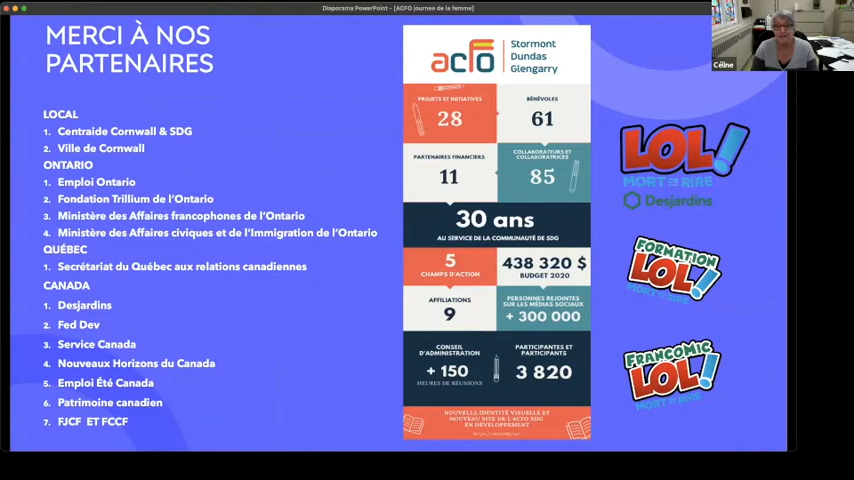 Diaporama PowerPoint - [ACFO journee de la femme]
MERCI À NOS
PARTENAIRES
LOCAL
1. Centraide Cornwall & SDG
2. Ville de Cornwall
ONTARIO
1. Emploi Ontario
2. Fondation Trillium de l'Ontario
3. Ministère des Affaires francophones de l'Ontario
4. Ministère des Affaires civiques et de l'Immigration de l'Ontario
QUÉBEC
1. Secrétariat du Québec aux relations canadiennes
CANADA
1. Desjardins
2. Fed Dev
3. Service Canada
4. Nouveaux Horizons du Canada
5. Emploi Été Canada
6. Patrimoine canadien
7. FJCF ET FCCF
acfo
Stormont
Dundas
Glengarry
PROJETS ET INITIATIVES
28
BÉNÉVOLES
61
PARTENAIRES FINANCIERS
11
COLLABORATEURS ET
COLLABORATRICES
85
30 ans
AU SERVICE DE LA COMMUNAUTÉ DE SDG
5
CHAMPS D'ACTION
438 320 $
BUDGET 2020
AFFILIATIONS
9
PERSONNES REJOINTES
SUR LES MÉDIAS SOCIAUX
+ 300 000
CONSEIL
D'ADMINISTRATION
+ 150
HEURES DE RÉUNIONS
PARTICIPANTES ET
PARTICIPANTS
3 820
NOUVELLE IDENTITÉ VISUELLE ET
NOUVEAU SITE DE L'ACFO SDG
EN DÉVELOPPEMENT
LOL!
MORT DE RIRE
Desjardins
FORMATION
LOL!
MORT DE RIRE
FRANCOMIC
LOL!
MORT DE RIRE
Céline